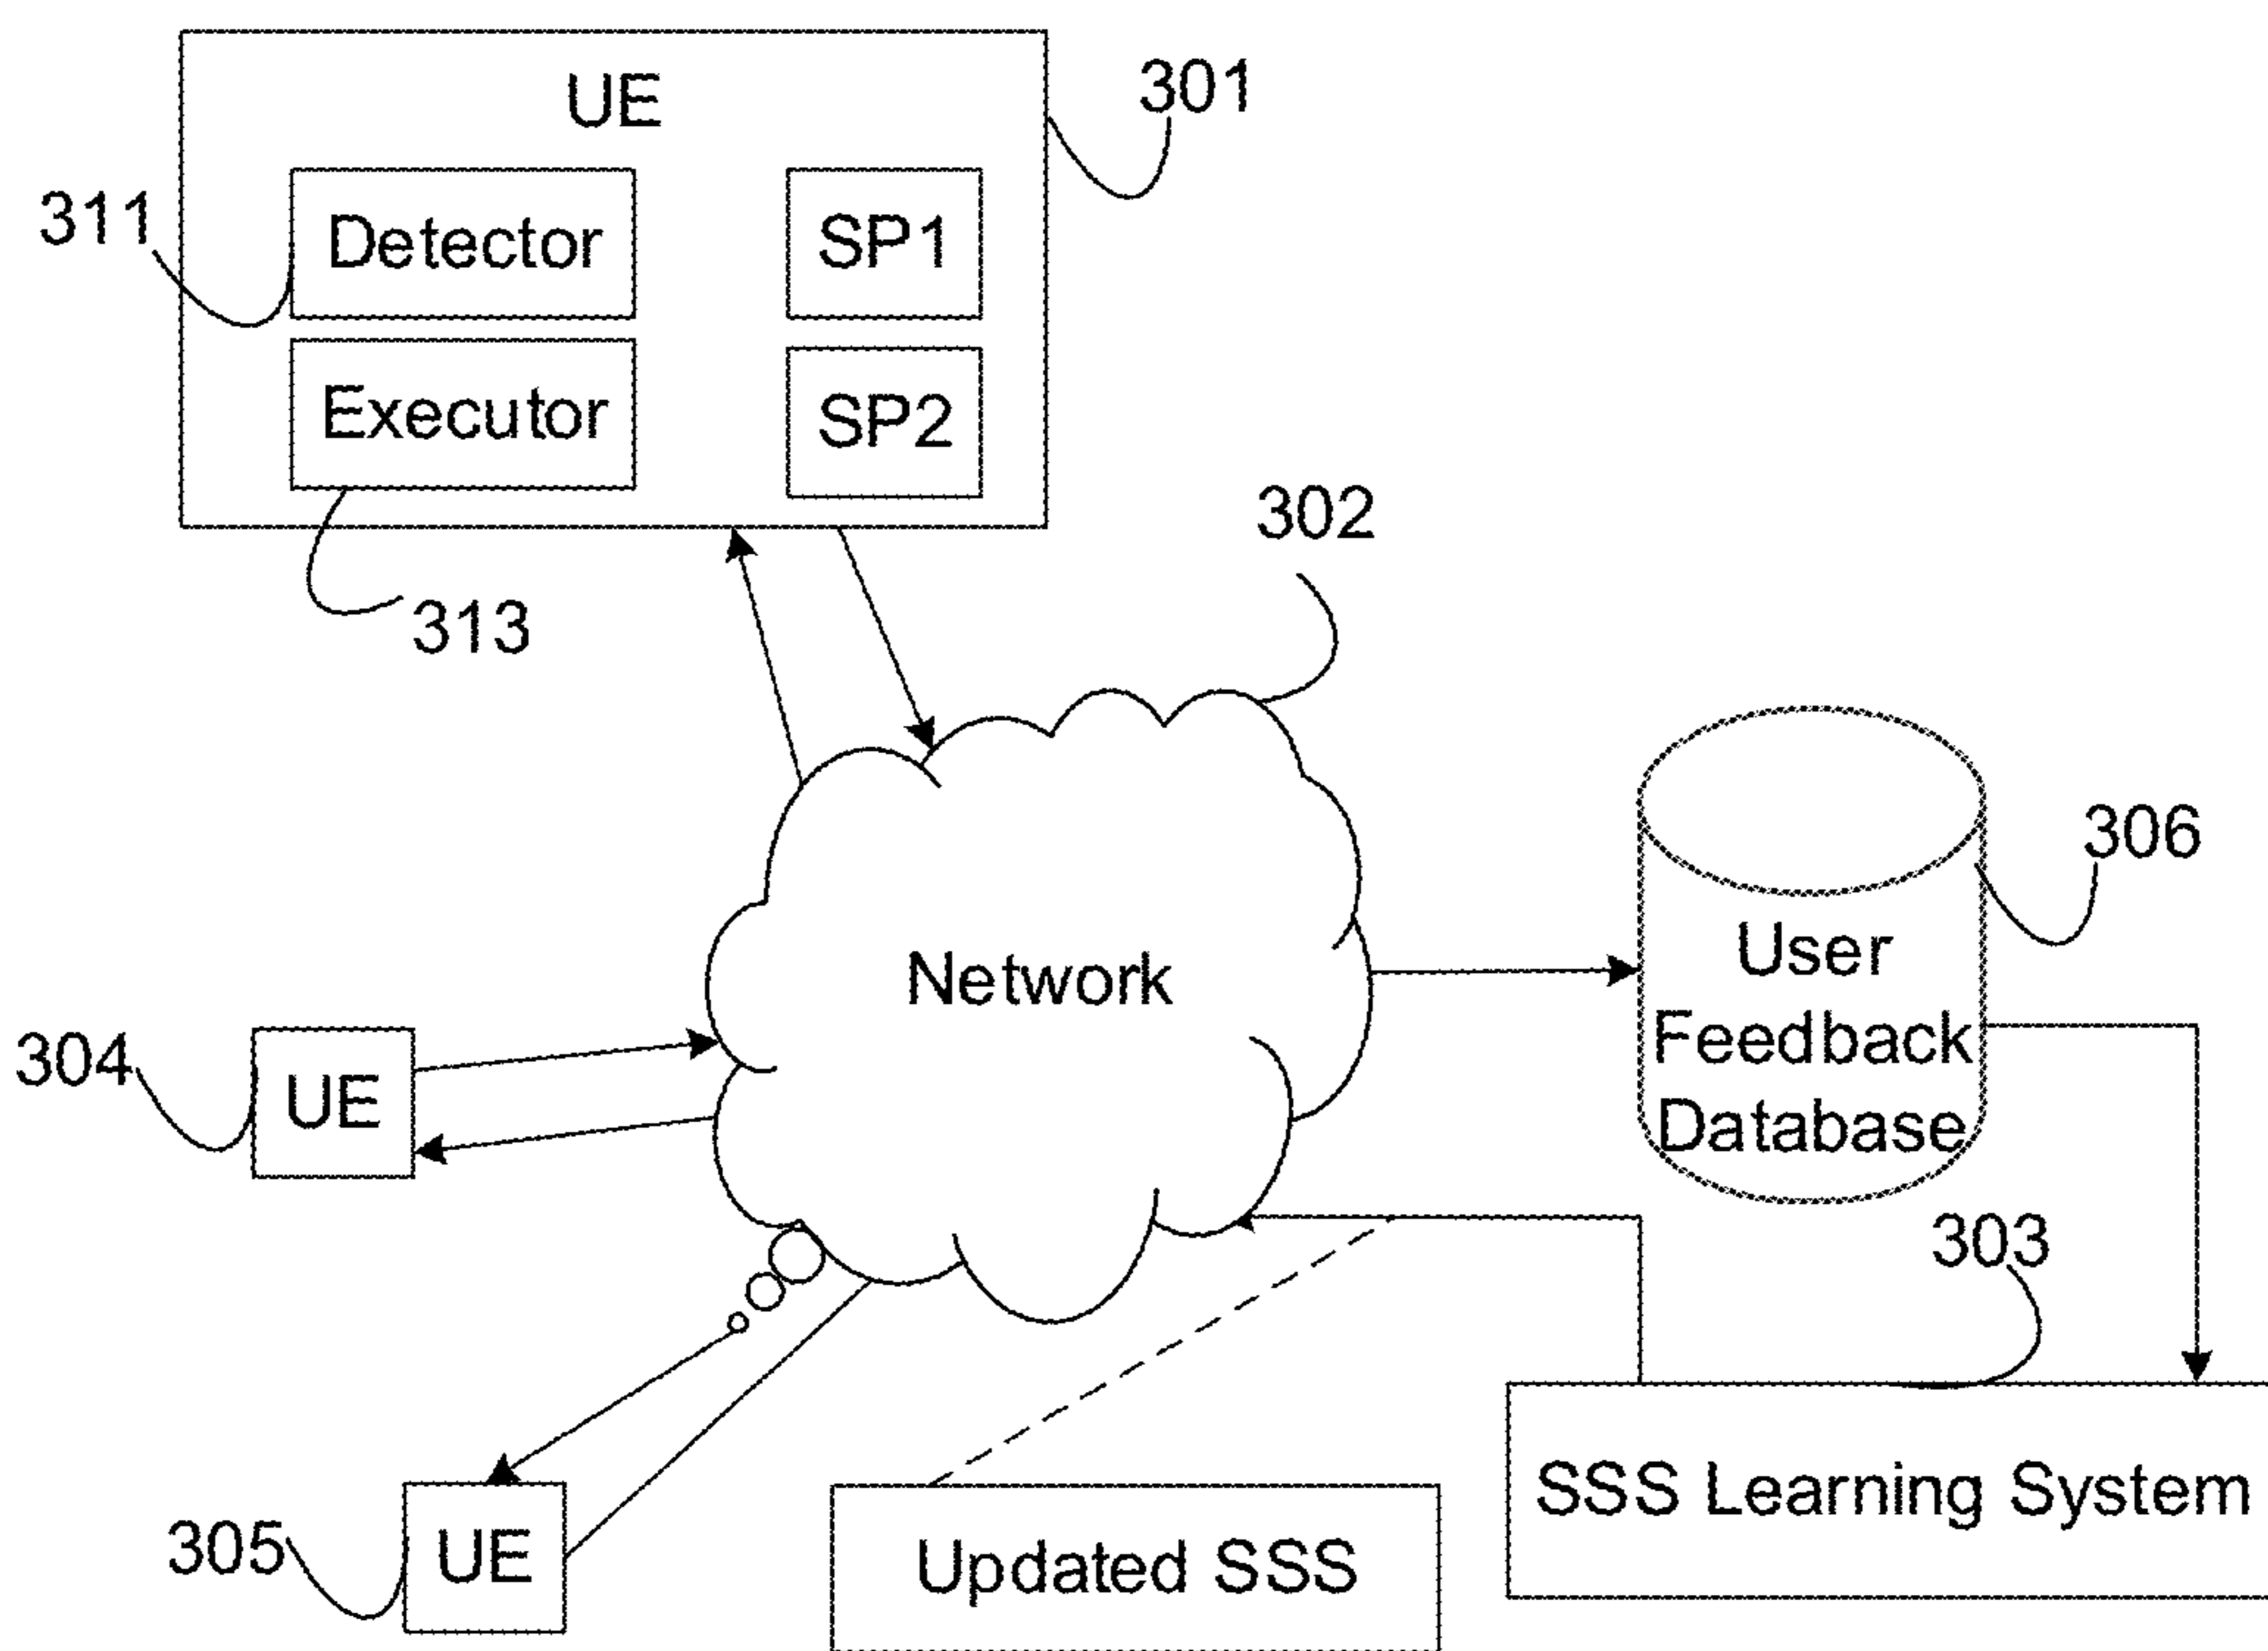 UE
301
311
Detector
SP1
Executor
SP2
313
302
306
Network
User
Feedback
Database
304
UE
303
SSS Learning System
305
UE
Updated SSS